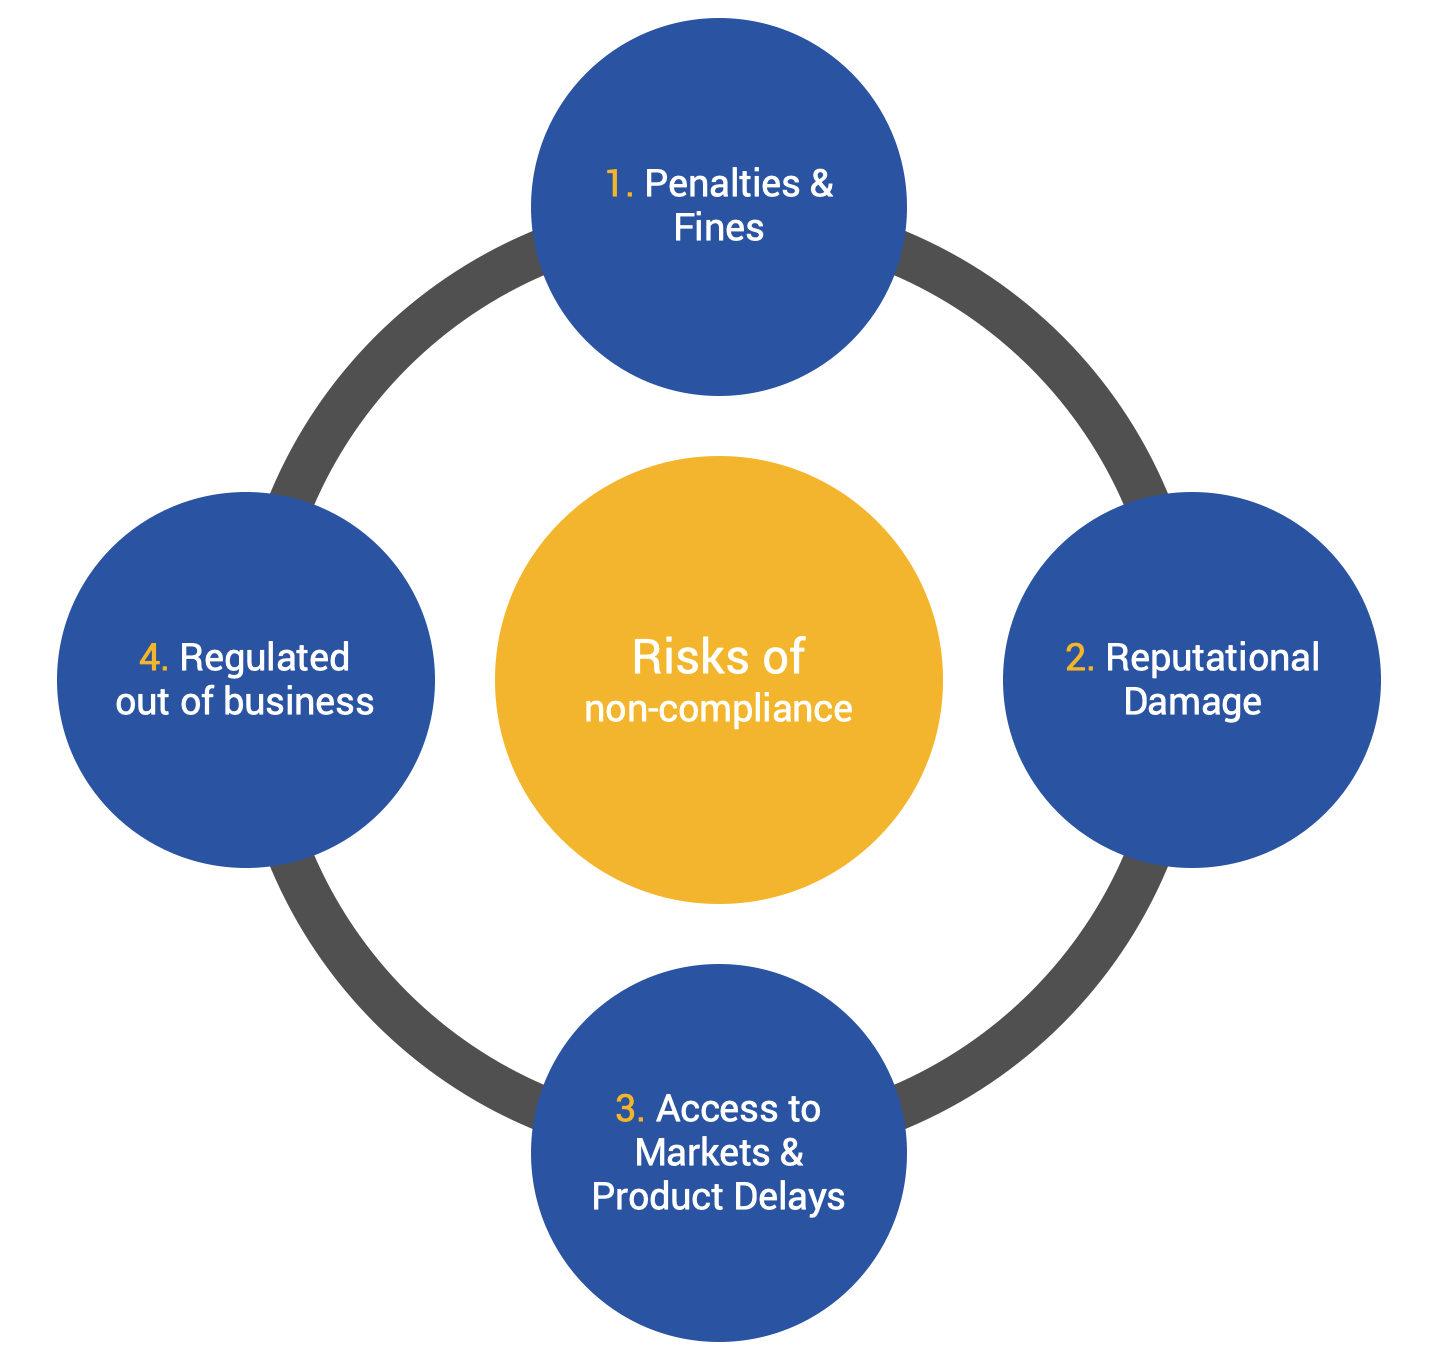 1. Penalties &
Fines
2. Reputational
Damage
3. Access to
Markets &
Product Delays
4. Regulated
out of business
Risks of
non-compliance